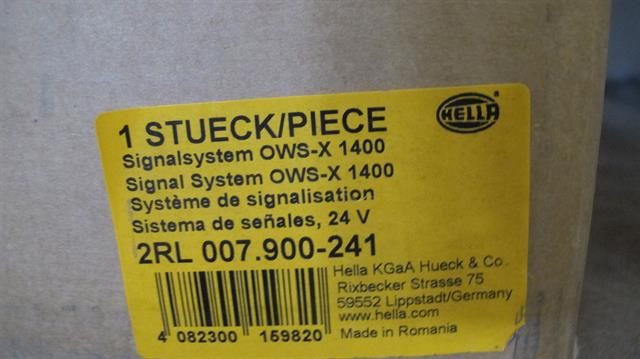 1 STUECK/PIECE
HELLA
Signalsystem OWS-X 1400
Signal System OWS-X 1400
Système de signalisation
Sistema de señales, 24 V
2RL 007.900-241
Hella KGaA Hueck & Co.
Rixbecker Strasse 75
59552 Lippstadt/Germany
www.hella.com
Made in Romania
4 082300 159820